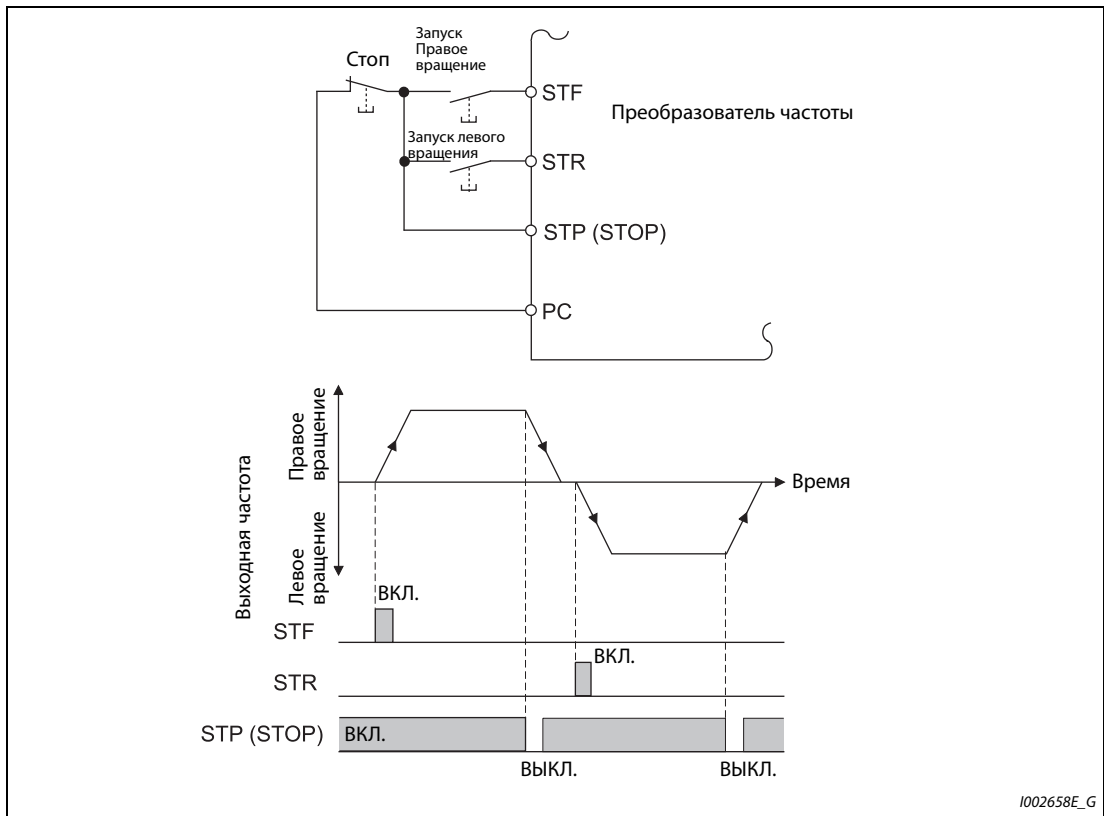 Запуск
Правое
вращение
Стоп
STF
Преобразователь частоты
Запуск левого
вращения
STR
STP (STOP)
PC
Выходная частота
Правое
вращение
Левое
вращение
Время
ВКЛ.
STF
ВКЛ.
STR
STP (STOP)
ВКЛ.
ВЫКЛ.
ВЫКЛ.
I002658E_G